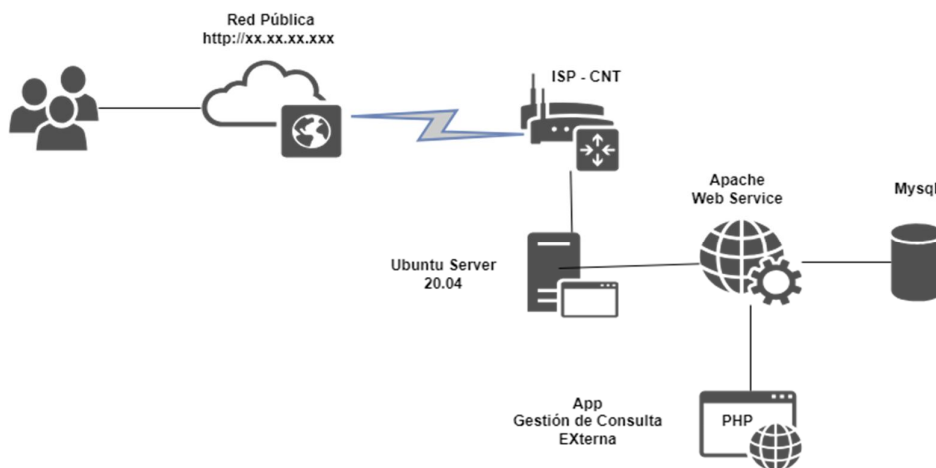 Red Pública
http://xx.xx.xx.xxx
ISP - CNT
Apache
Web Service
Mysql
Ubuntu Server
20.04
App
Gestión de Consulta
EXterna
PHP